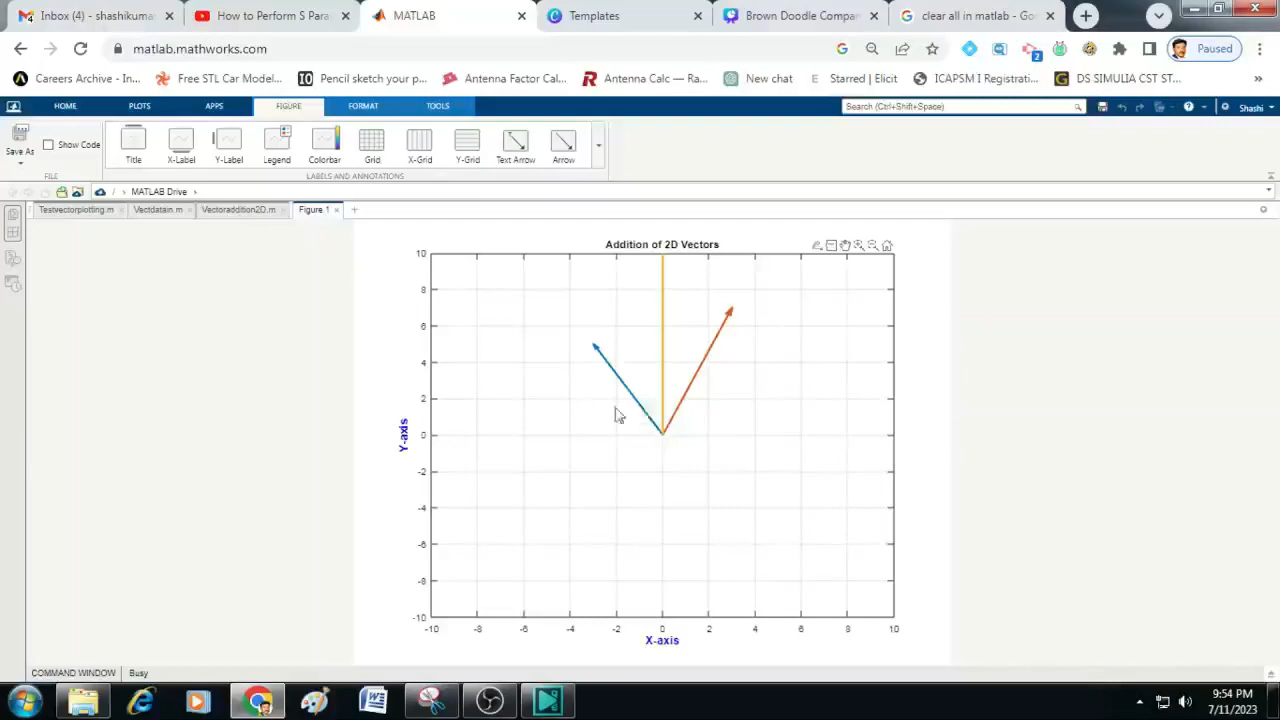 Inbox (4) - shashikuma
How to Perform S Para
MATLAB
Templates
Brown Doodle Compa
clear all in matlab - Go
matlab.mathworks.com
Paused
Careers Archive - In...
Free STL Car Model...
Pencil sketch your p...
Antenna Factor Cal...
Antenna Calc — Ra...
New chat
Starred | Elicit
ICAPSM I Registrati...
DS SIMULIA CST ST...
HOME
PLOTS
APPS
FIGURE
FORMAT
TOOLS
Search (Ctrl+Shift+Space)
Shashi
Save As
Show Code
Title
X-Label
Y-Label
Legend
Colorbar
Grid
X-Grid
Y-Grid
Text Arrow
Arrow
FILE
LABELS AND ANNOTATIONS
/ › MATLAB Drive ›
Testvectorplotting.m
Vectdatain.m
Vectoraddition2D.m
Figure 1
Addition of 2D Vectors
10
8
6
4
2
0
-2
-4
-6
-8
-10
Y-axis
-10 -8 -6 -4 -2 0 2 4 6 8 10
X-axis
COMMAND WINDOW
Busy
9:54 PM
7/11/2023